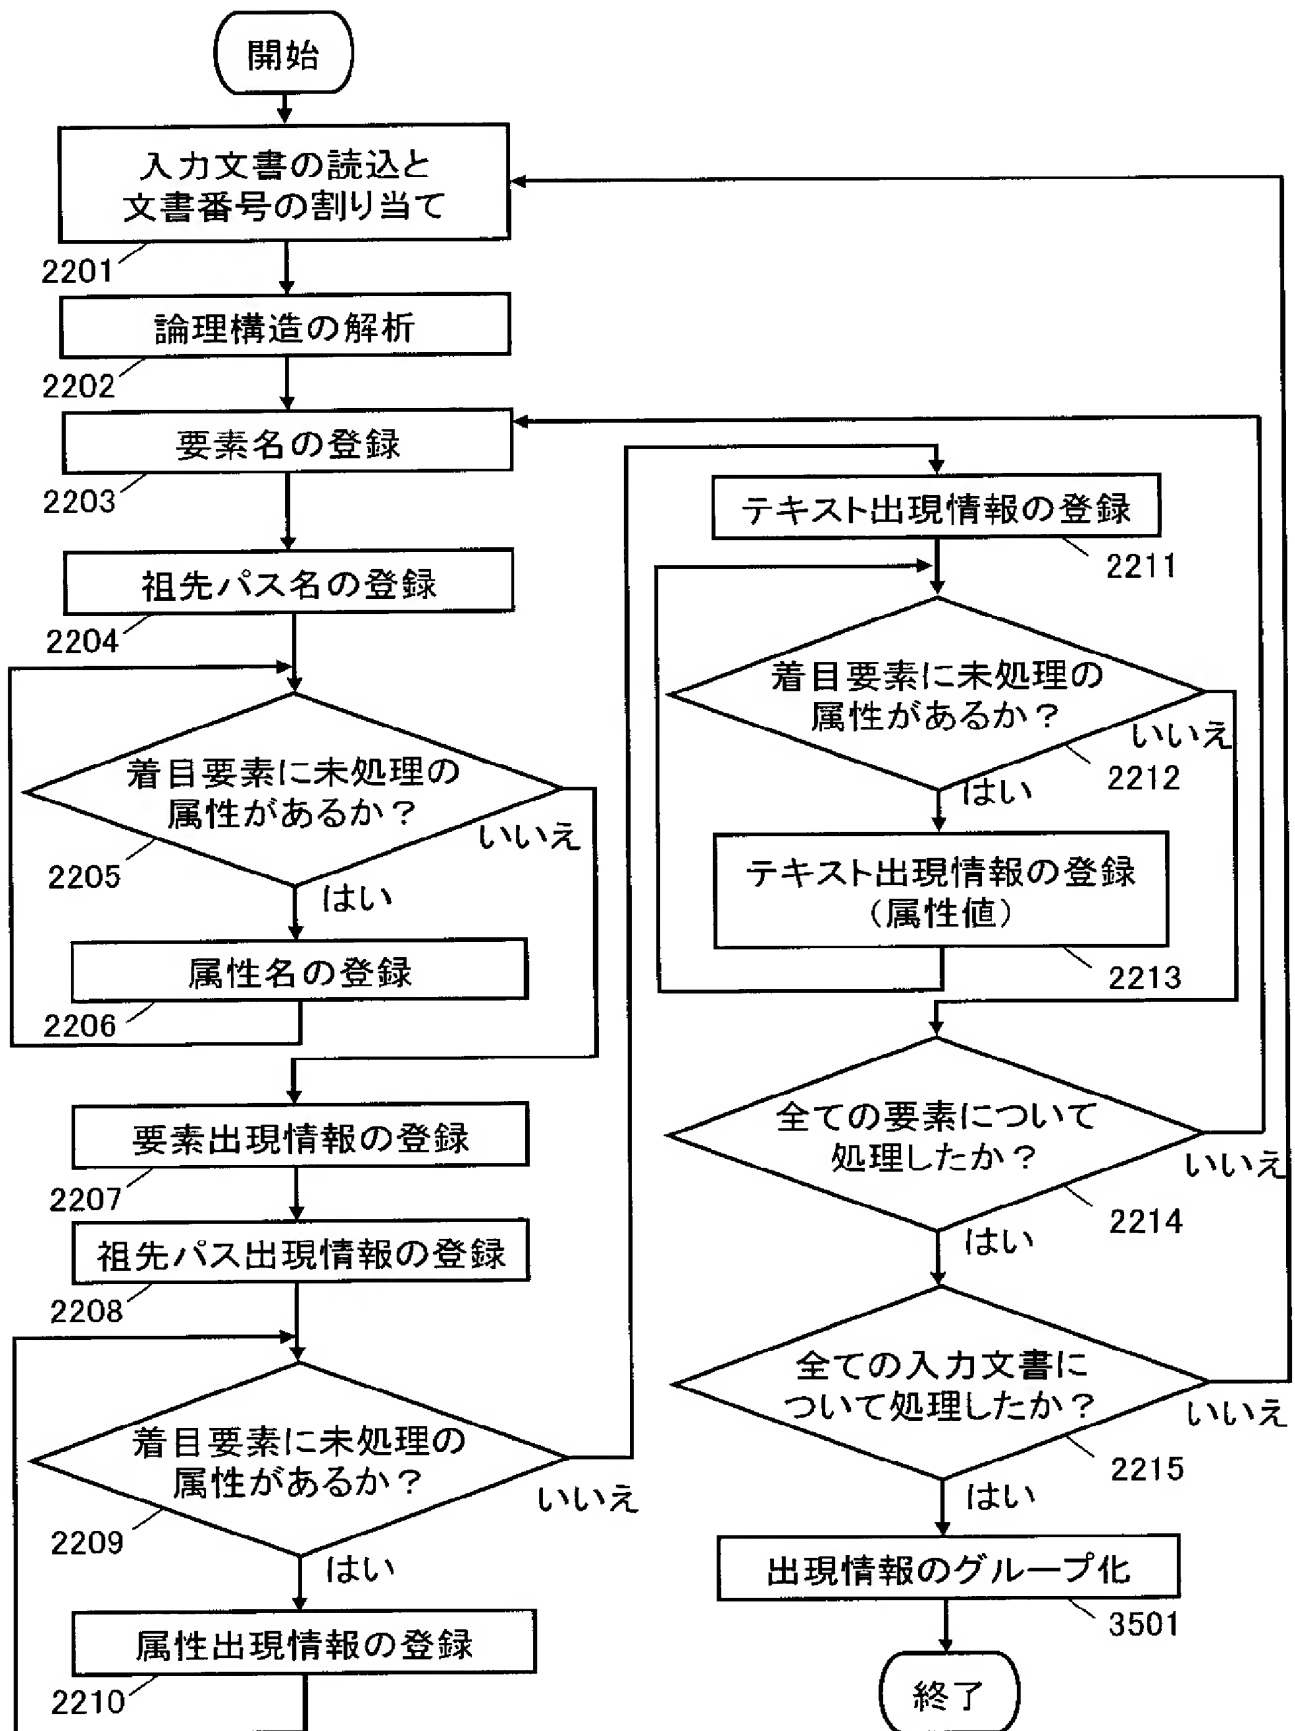 開始
入力文書の読込と
文書番号の割り当て
2201
論理構造の解析
2202
要素名の登録
2203
祖先パス名の登録
2204
着目要素に未処理の
属性があるか？
2205
いいえ
はい
属性名の登録
2206
要素出現情報の登録
2207
祖先パス出現情報の登録
2208
着目要素に未処理の
属性があるか？
2209
いいえ
はい
属性出現情報の登録
2210
テキスト出現情報の登録
2211
着目要素に未処理の
属性があるか？
いいえ
2212
はい
テキスト出現情報の登録
（属性値）
2213
全ての要素について
処理したか？
いいえ
2214
はい
全ての入力文書に
ついて処理したか？
いいえ
2215
はい
出現情報のグループ化
3501
終了